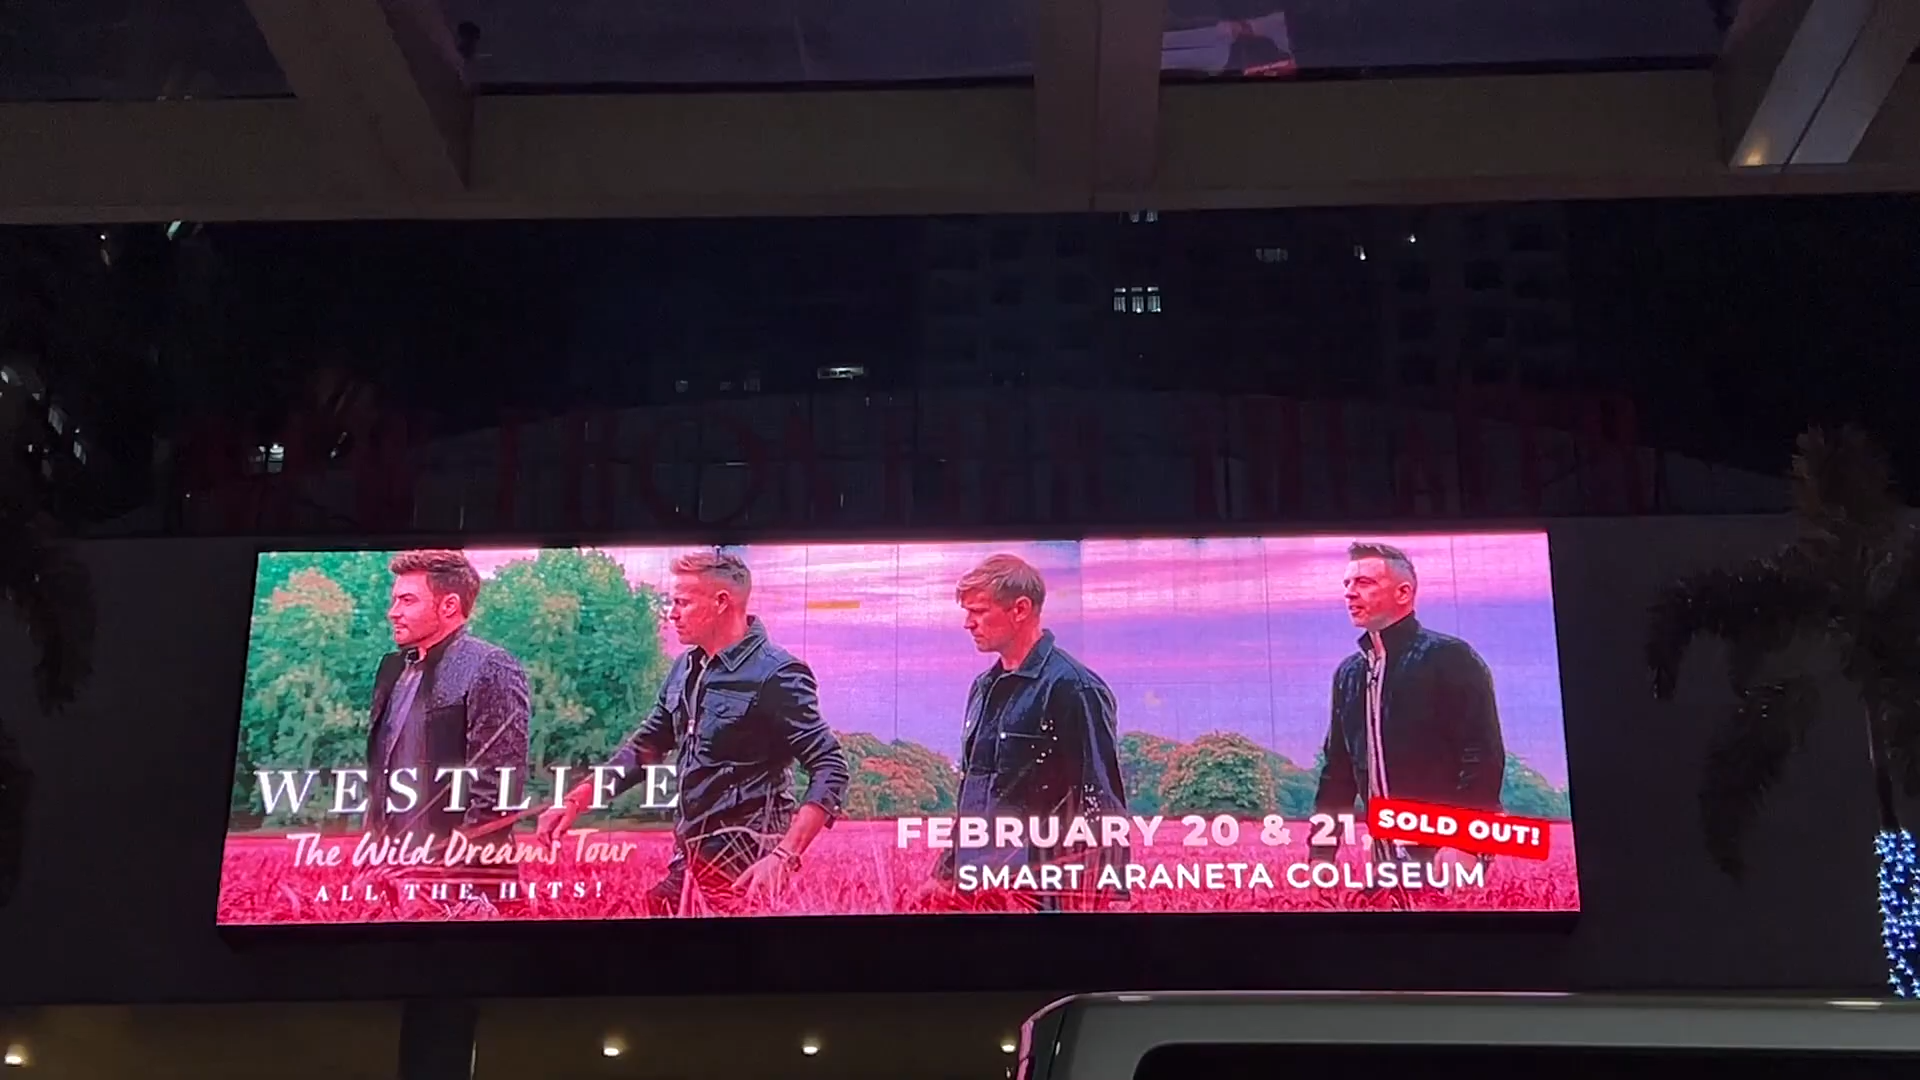 WESTLIFE
The Wild Dreams Tour
ALL THE HITS!
FEBRUARY 20 & 21,
SOLD OUT!
SMART ARANETA COLISEUM